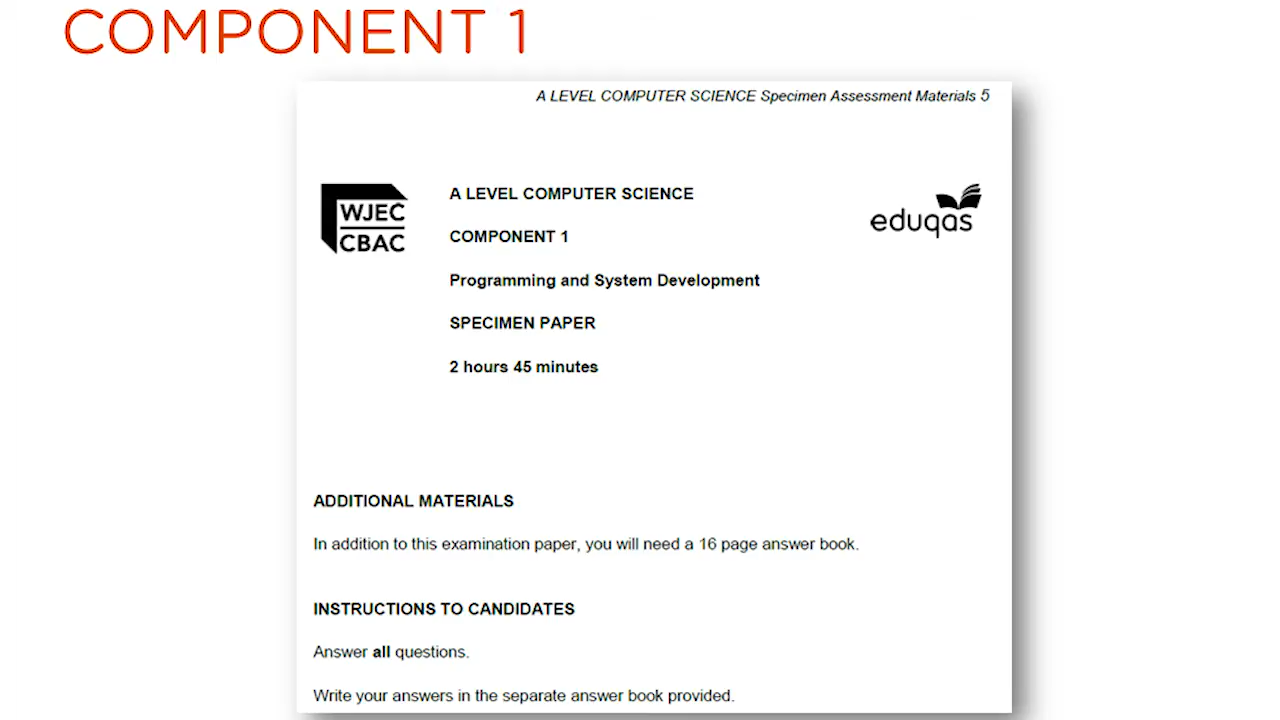 COMPONENT 1
A LEVEL COMPUTER SCIENCE Specimen Assessment Materials 5
WJEC
CBAC
A LEVEL COMPUTER SCIENCE
eduqas
COMPONENT 1
Programming and System Development
SPECIMEN PAPER
2 hours 45 minutes
ADDITIONAL MATERIALS
In addition to this examination paper, you will need a 16 page answer book.
INSTRUCTIONS TO CANDIDATES
Answer all questions.
Write your answers in the separate answer book provided.